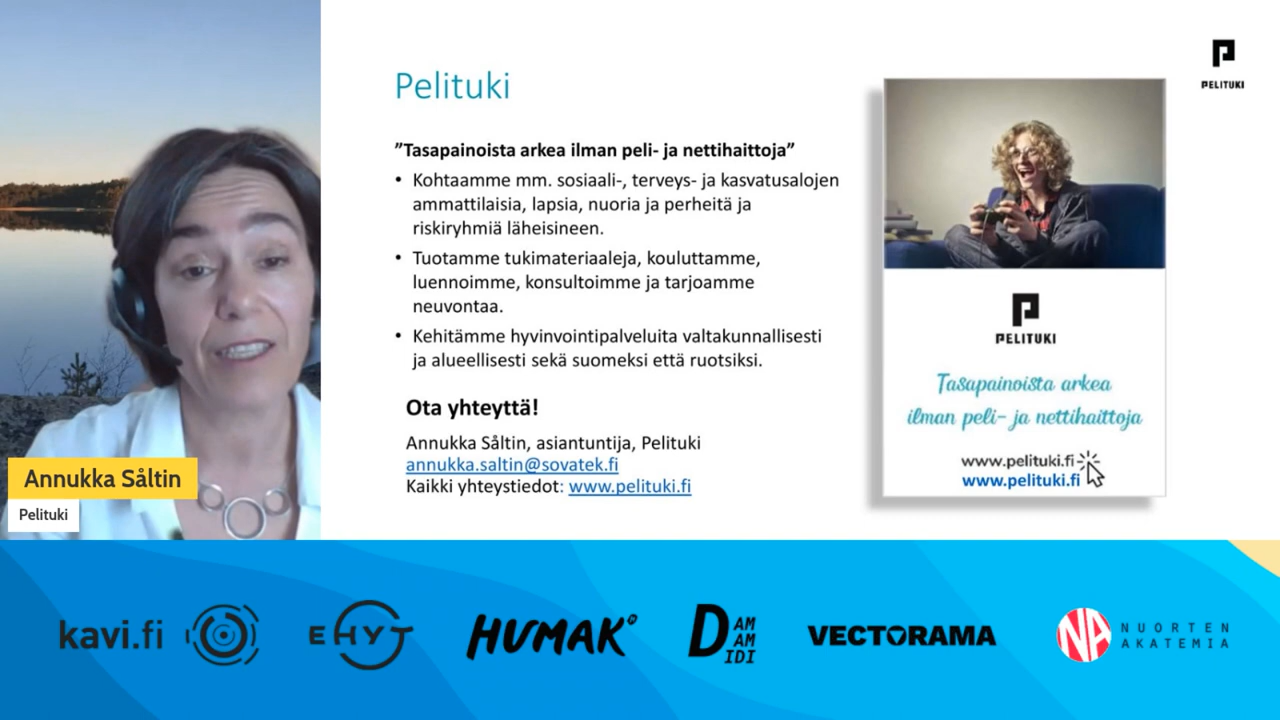 Pelituki
"Tasapainoista arkea ilman peli- ja nettihaittoja"
• Kohtaamme mm. sosiaali-, terveys- ja kasvatusalojen
ammattilaisia, lapsia, nuoria ja perheitä ja
riskiryhmiä läheisineen.
• Tuotamme tukimateriaaleja, kouluttamme,
luennoimme, konsultoimme ja tarjoamme
neuvontaa.
• Kehitämme hyvinvointipalveluita valtakunnallisesti
ja alueellisesti sekä suomeksi että ruotsiksi.
Ota yhteyttä!
Annukka Såltin, asiantuntija, Pelituki
annukka.saltin@sovatek.fi
Kaikki yhteystiedot: www.pelituki.fi
PELITUKI
PELITUKI
Tasapainoista arkea
ilman peli- ja nettihaittoja
www.pelituki.fi
www.pelituki.fi
Annukka Såltin
Pelituki
kavi.fi
EHYT
HUMAK
DAMAMIDI
VECTORAMA
NA NUORTEN
AKATEMIA